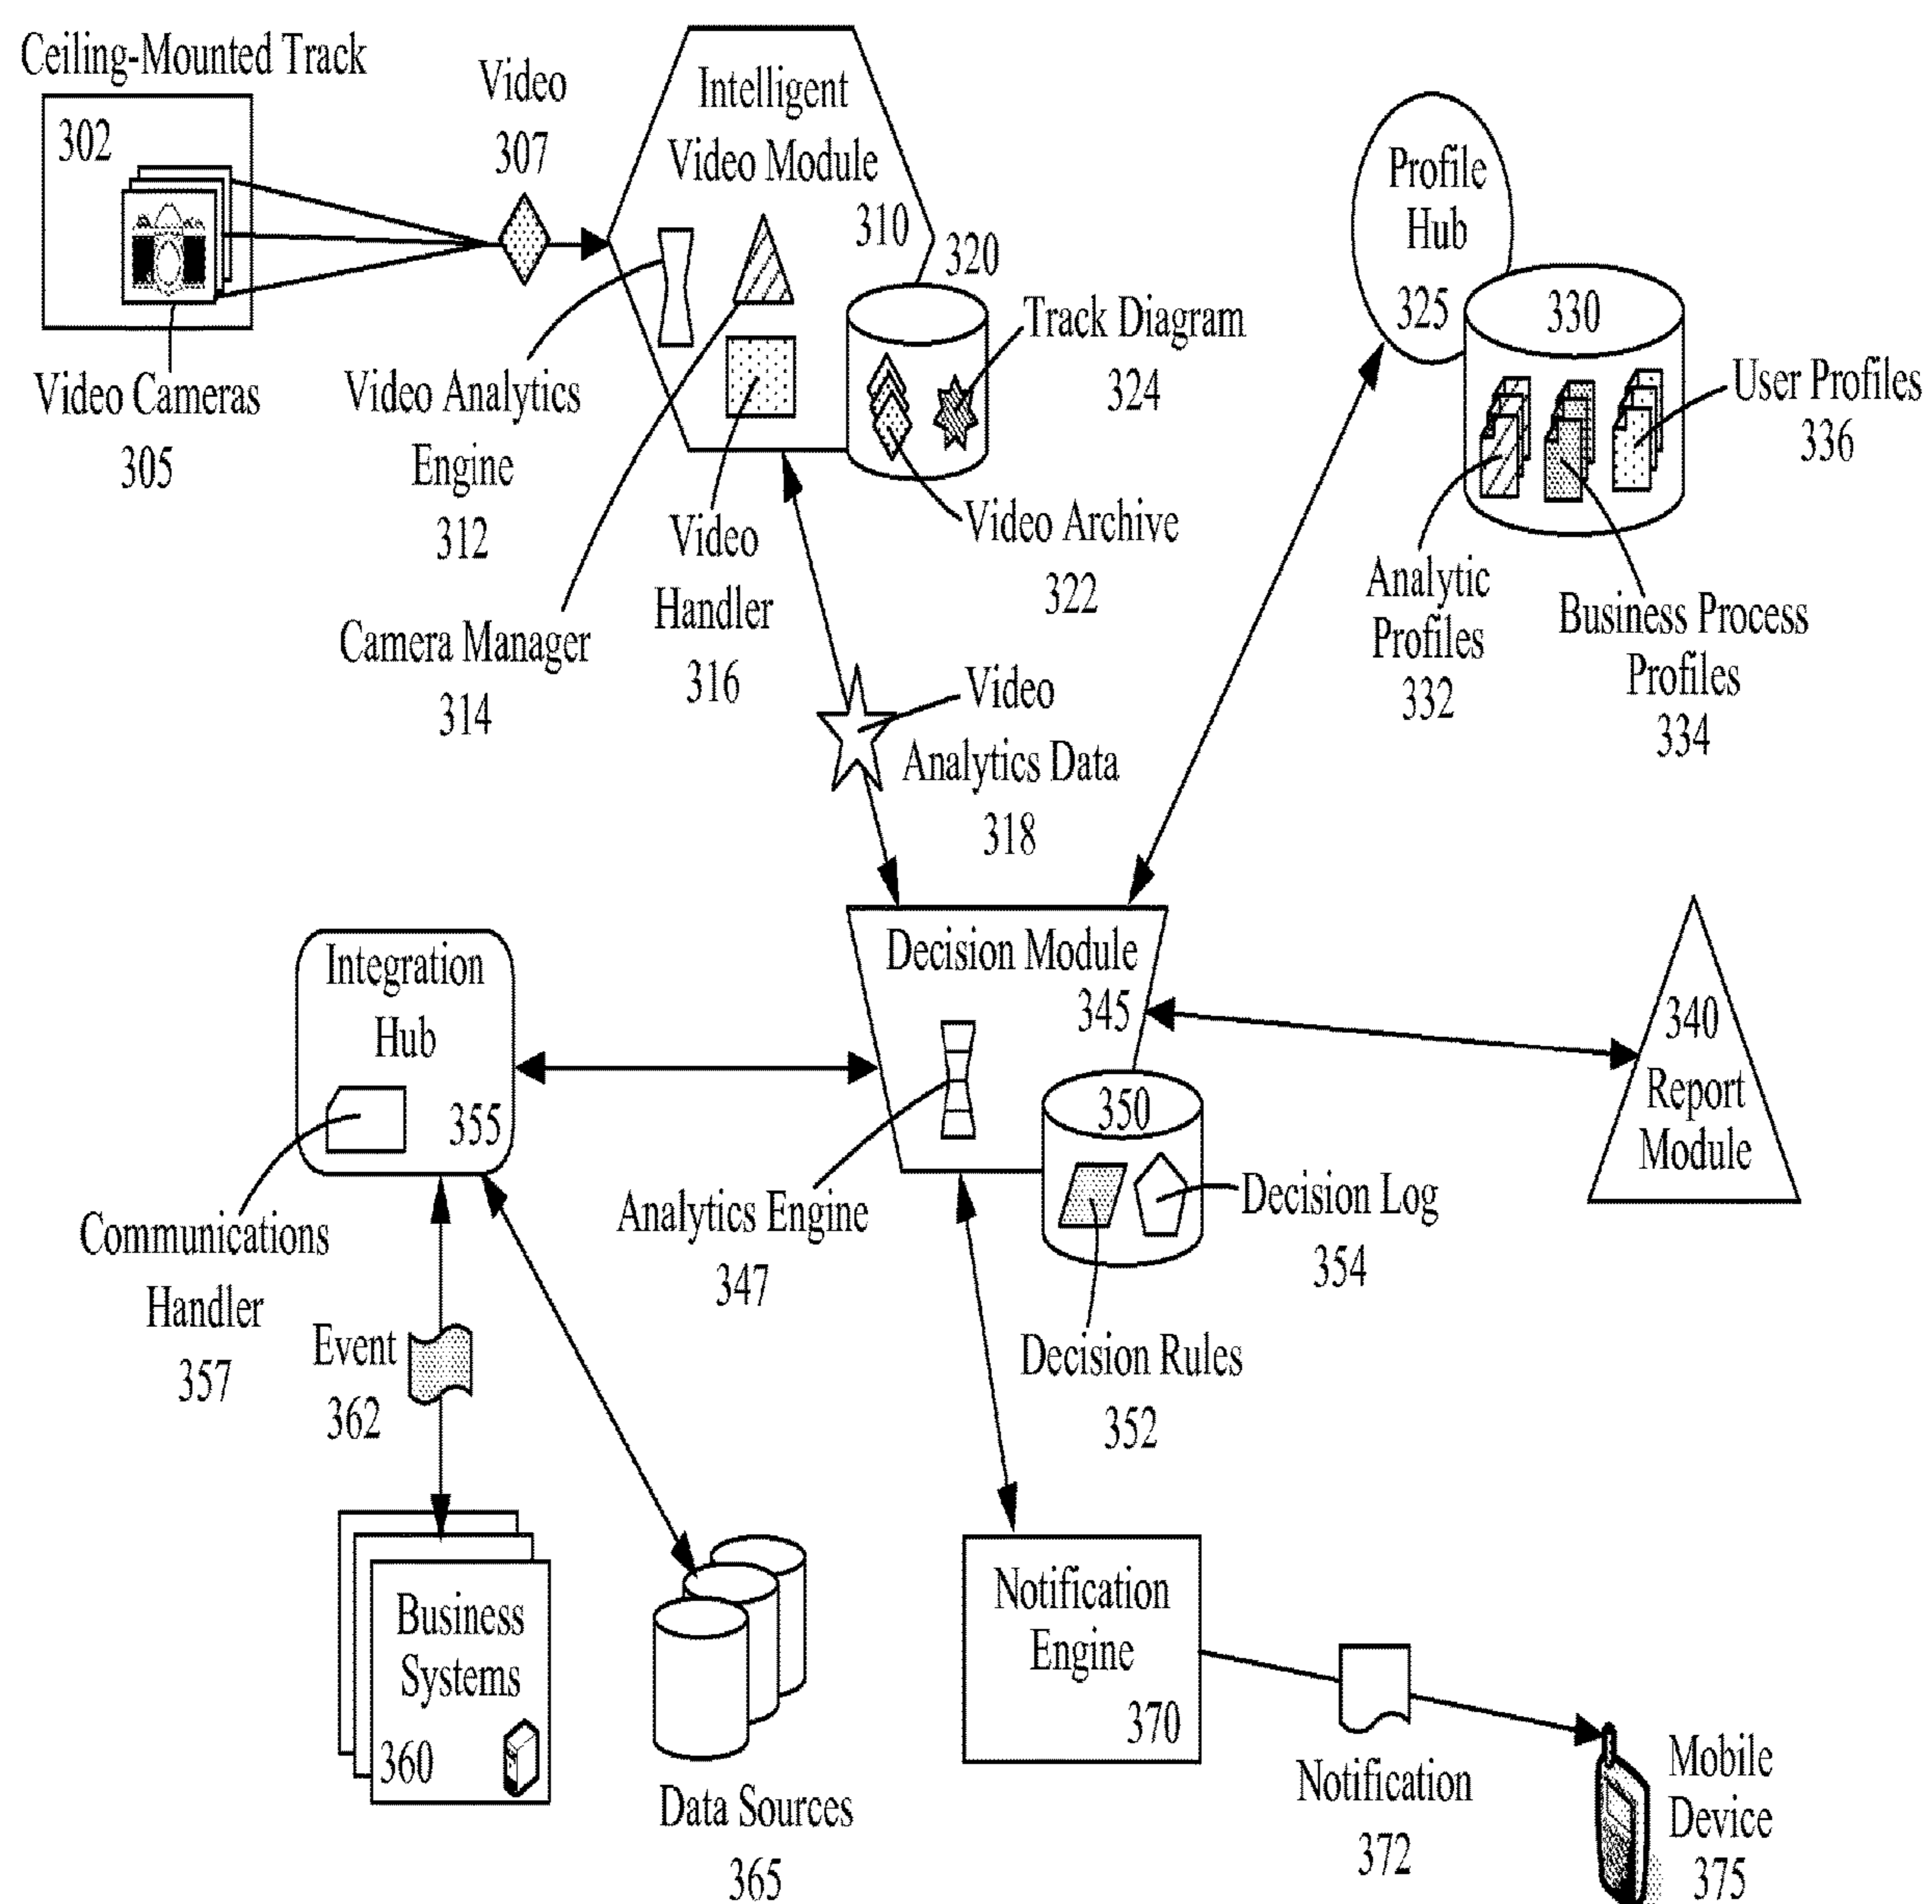 Ceiling-Mounted Track
302
Video Cameras
305
Video
307
Intelligent
Video Module
310
320
Video Analytics
Engine
312
Camera Manager
314
Video
Handler
316
Track Diagram
324
Video Archive
322
Video
Analytics Data
318
Profile
Hub
325
330
User Profiles
336
Analytic
Profiles
332
Business Process
Profiles
334
Integration
Hub
355
Communications
Handler
357
Decision Module
345
350
Analytics Engine
347
Decision Log
354
Decision Rules
352
340
Report
Module
Event
362
Business
Systems
360
Data Sources
365
Notification
Engine
370
Notification
372
Mobile
Device
375